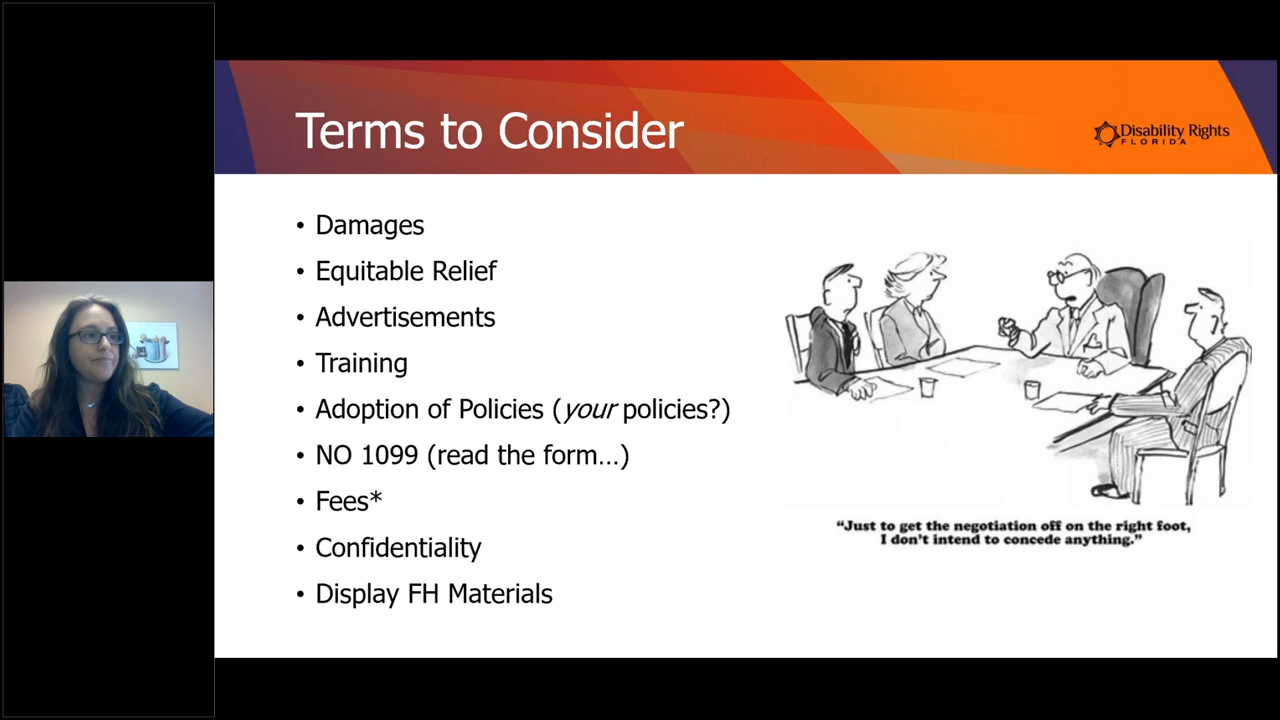 Terms to Consider
Disability Rights
FLORIDA
• Damages
• Equitable Relief
• Advertisements
• Training
• Adoption of Policies (your policies?)
• NO 1099 (read the form…)
• Fees*
• Confidentiality
• Display FH Materials
“Just to get the negotiation off on the right foot,
I don’t intend to concede anything.”